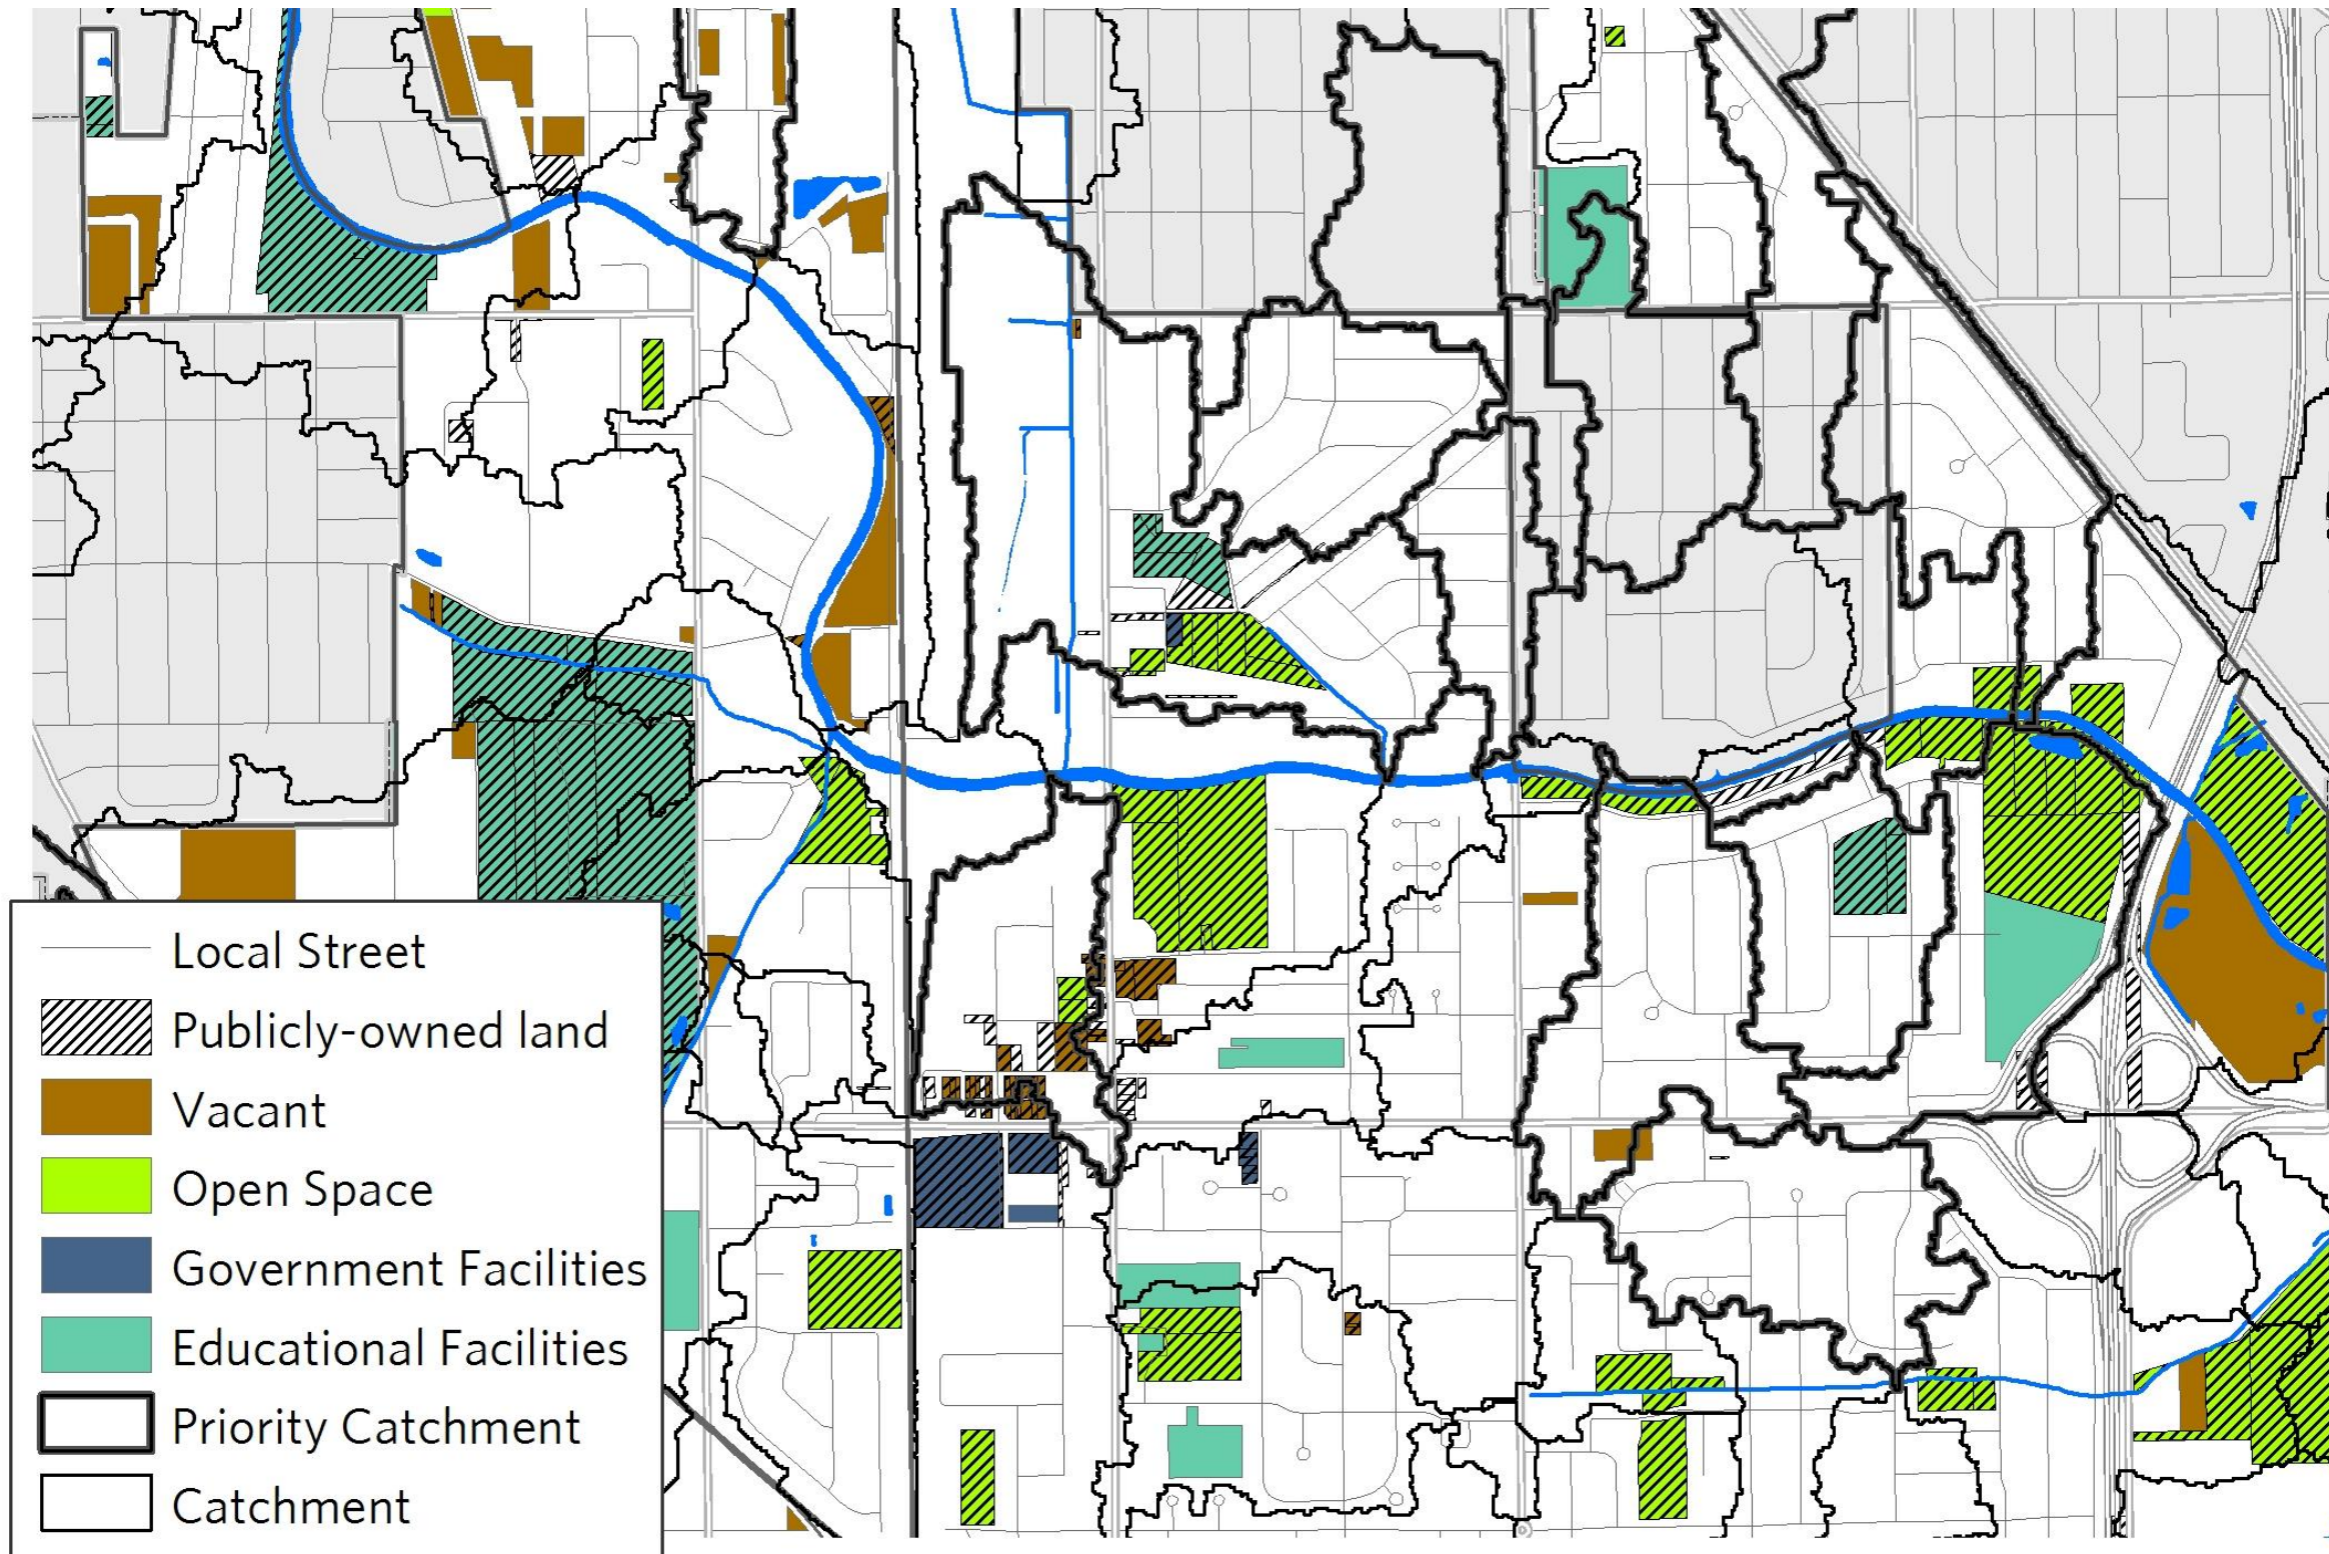 Local Street
Publicly-owned land
Vacant
Open Space
Government Facilities
Educational Facilities
Priority Catchment
Catchment